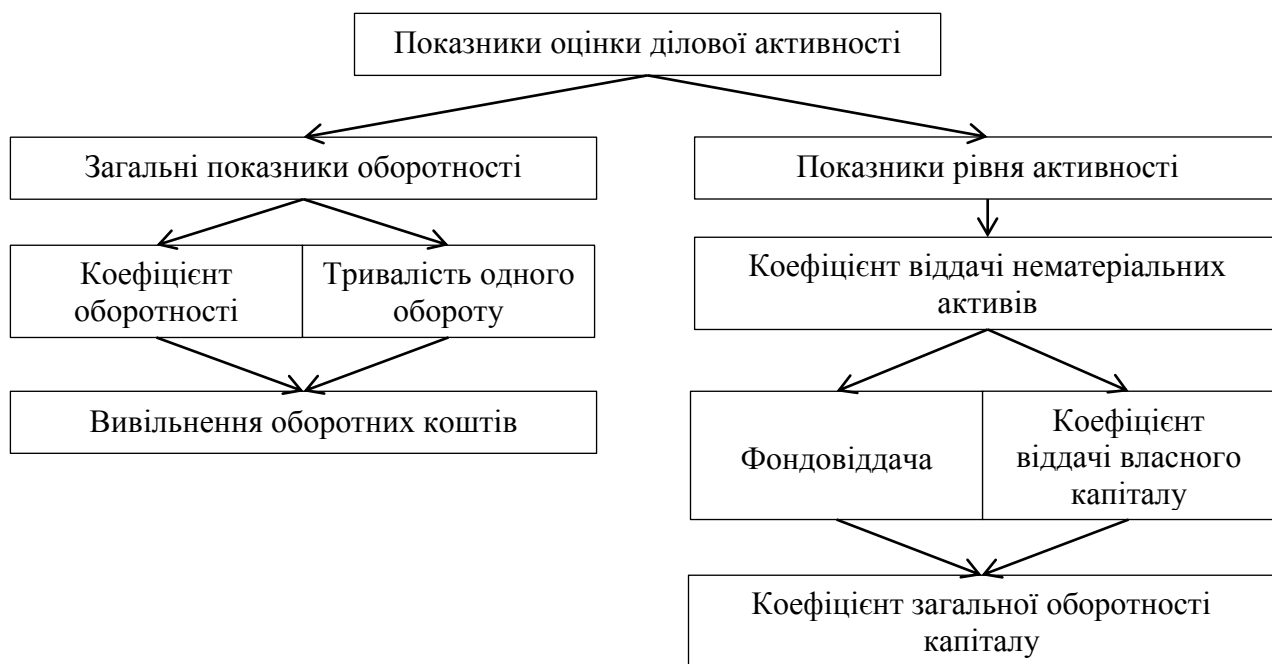 Показники оцінки ділової активності
Загальні показники оборотності
Показники рівня активності
Коефіцієнт
оборотності
Тривалість одного
обороту
Коефіцієнт віддачі нематеріальних
активів
Вивільнення оборотних коштів
Фондовіддача
Коефіцієнт
віддачі власного
капіталу
Коефіцієнт загальної оборотності
капіталу